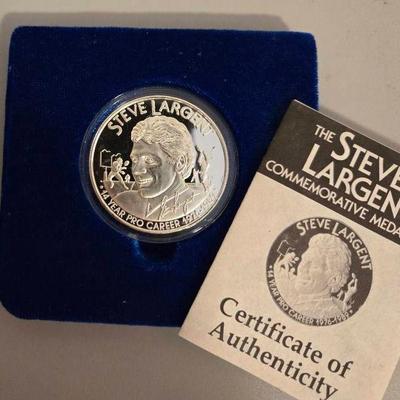 STEVE LARGENT
14 YEAR PRO CAREER 1976-1989
THE STEVE
LARGENT
COMMEMORATIVE MEDAL
STEVE LARGENT
14 YEAR PRO CAREER 1976-1989
Certificate of
Authenticity